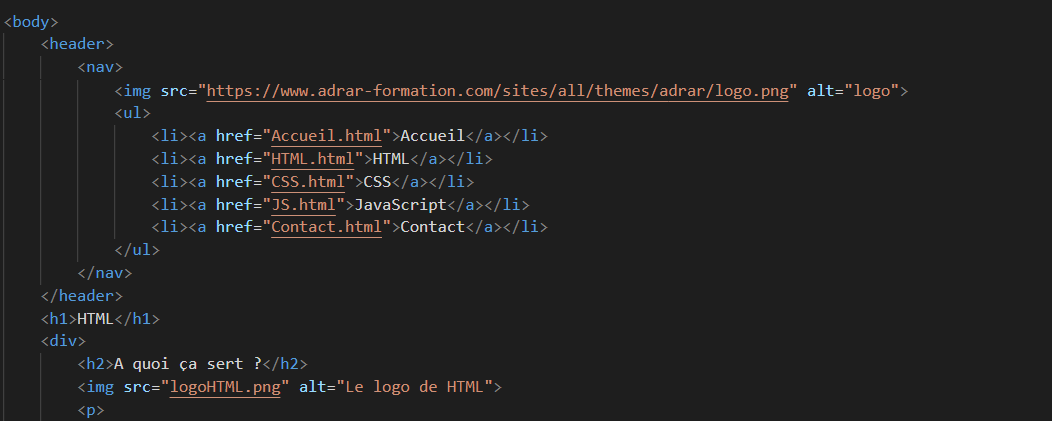 <body>
<header>
<nav>
<img src="https://www.adrar-formation.com/sites/all/themes/adrar/logo.png" alt="logo">
<ul>
<li><a href="Accueil.html">Accueil</a></li>
<li><a href="HTML.html">HTML</a></li>
<li><a href="CSS.html">CSS</a></li>
<li><a href="JS.html">JavaScript</a></li>
<li><a href="Contact.html">Contact</a></li>
</ul>
</nav>
</header>
<h1>HTML</h1>
<div>
<h2>A quoi ça sert ?</h2>
<img src="logoHTML.png" alt="Le logo de HTML">
<p>